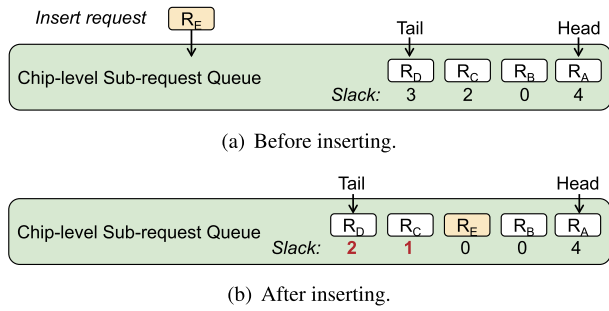 Insert request R_E
Tail Head
Chip-level Sub-request Queue R_D R_C R_B R_A
Slack: 3 2 0 4
(a) Before inserting.
Tail Head
Chip-level Sub-request Queue R_D R_C R_E R_B R_A
Slack: 2 1 0 0 4
(b) After inserting.